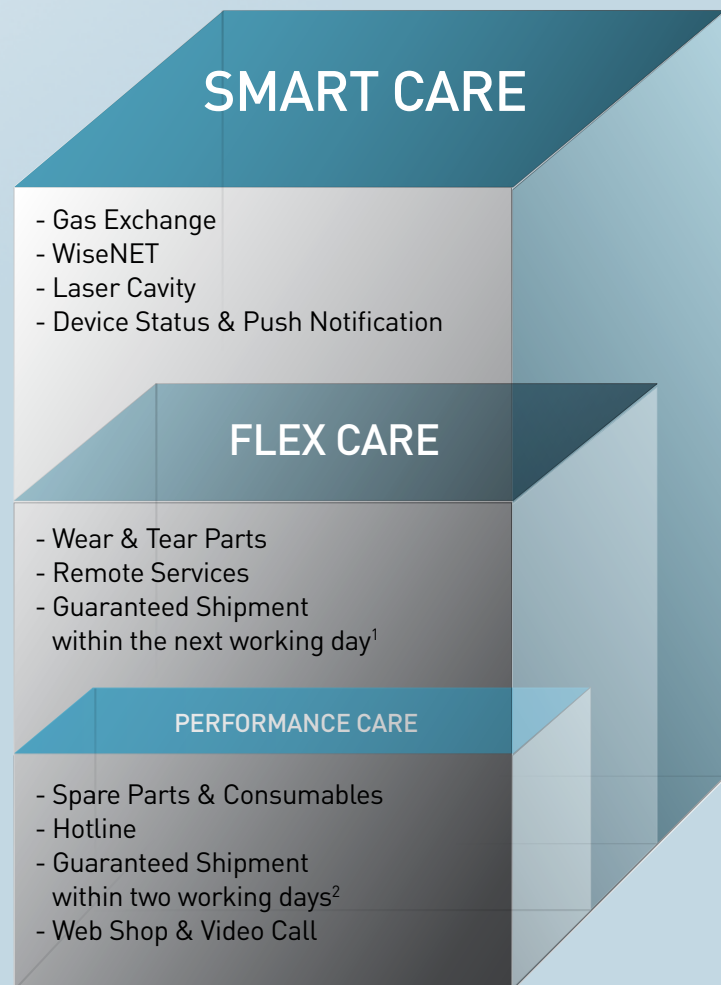 SMART CARE
- Gas Exchange
- WiseNET
- Laser Cavity
- Device Status & Push Notification
FLEX CARE
- Wear & Tear Parts
- Remote Services
- Guaranteed Shipment
within the next working day¹
PERFORMANCE CARE
- Spare Parts & Consumables
- Hotline
- Guaranteed Shipment
within two working days²
- Web Shop & Video Call